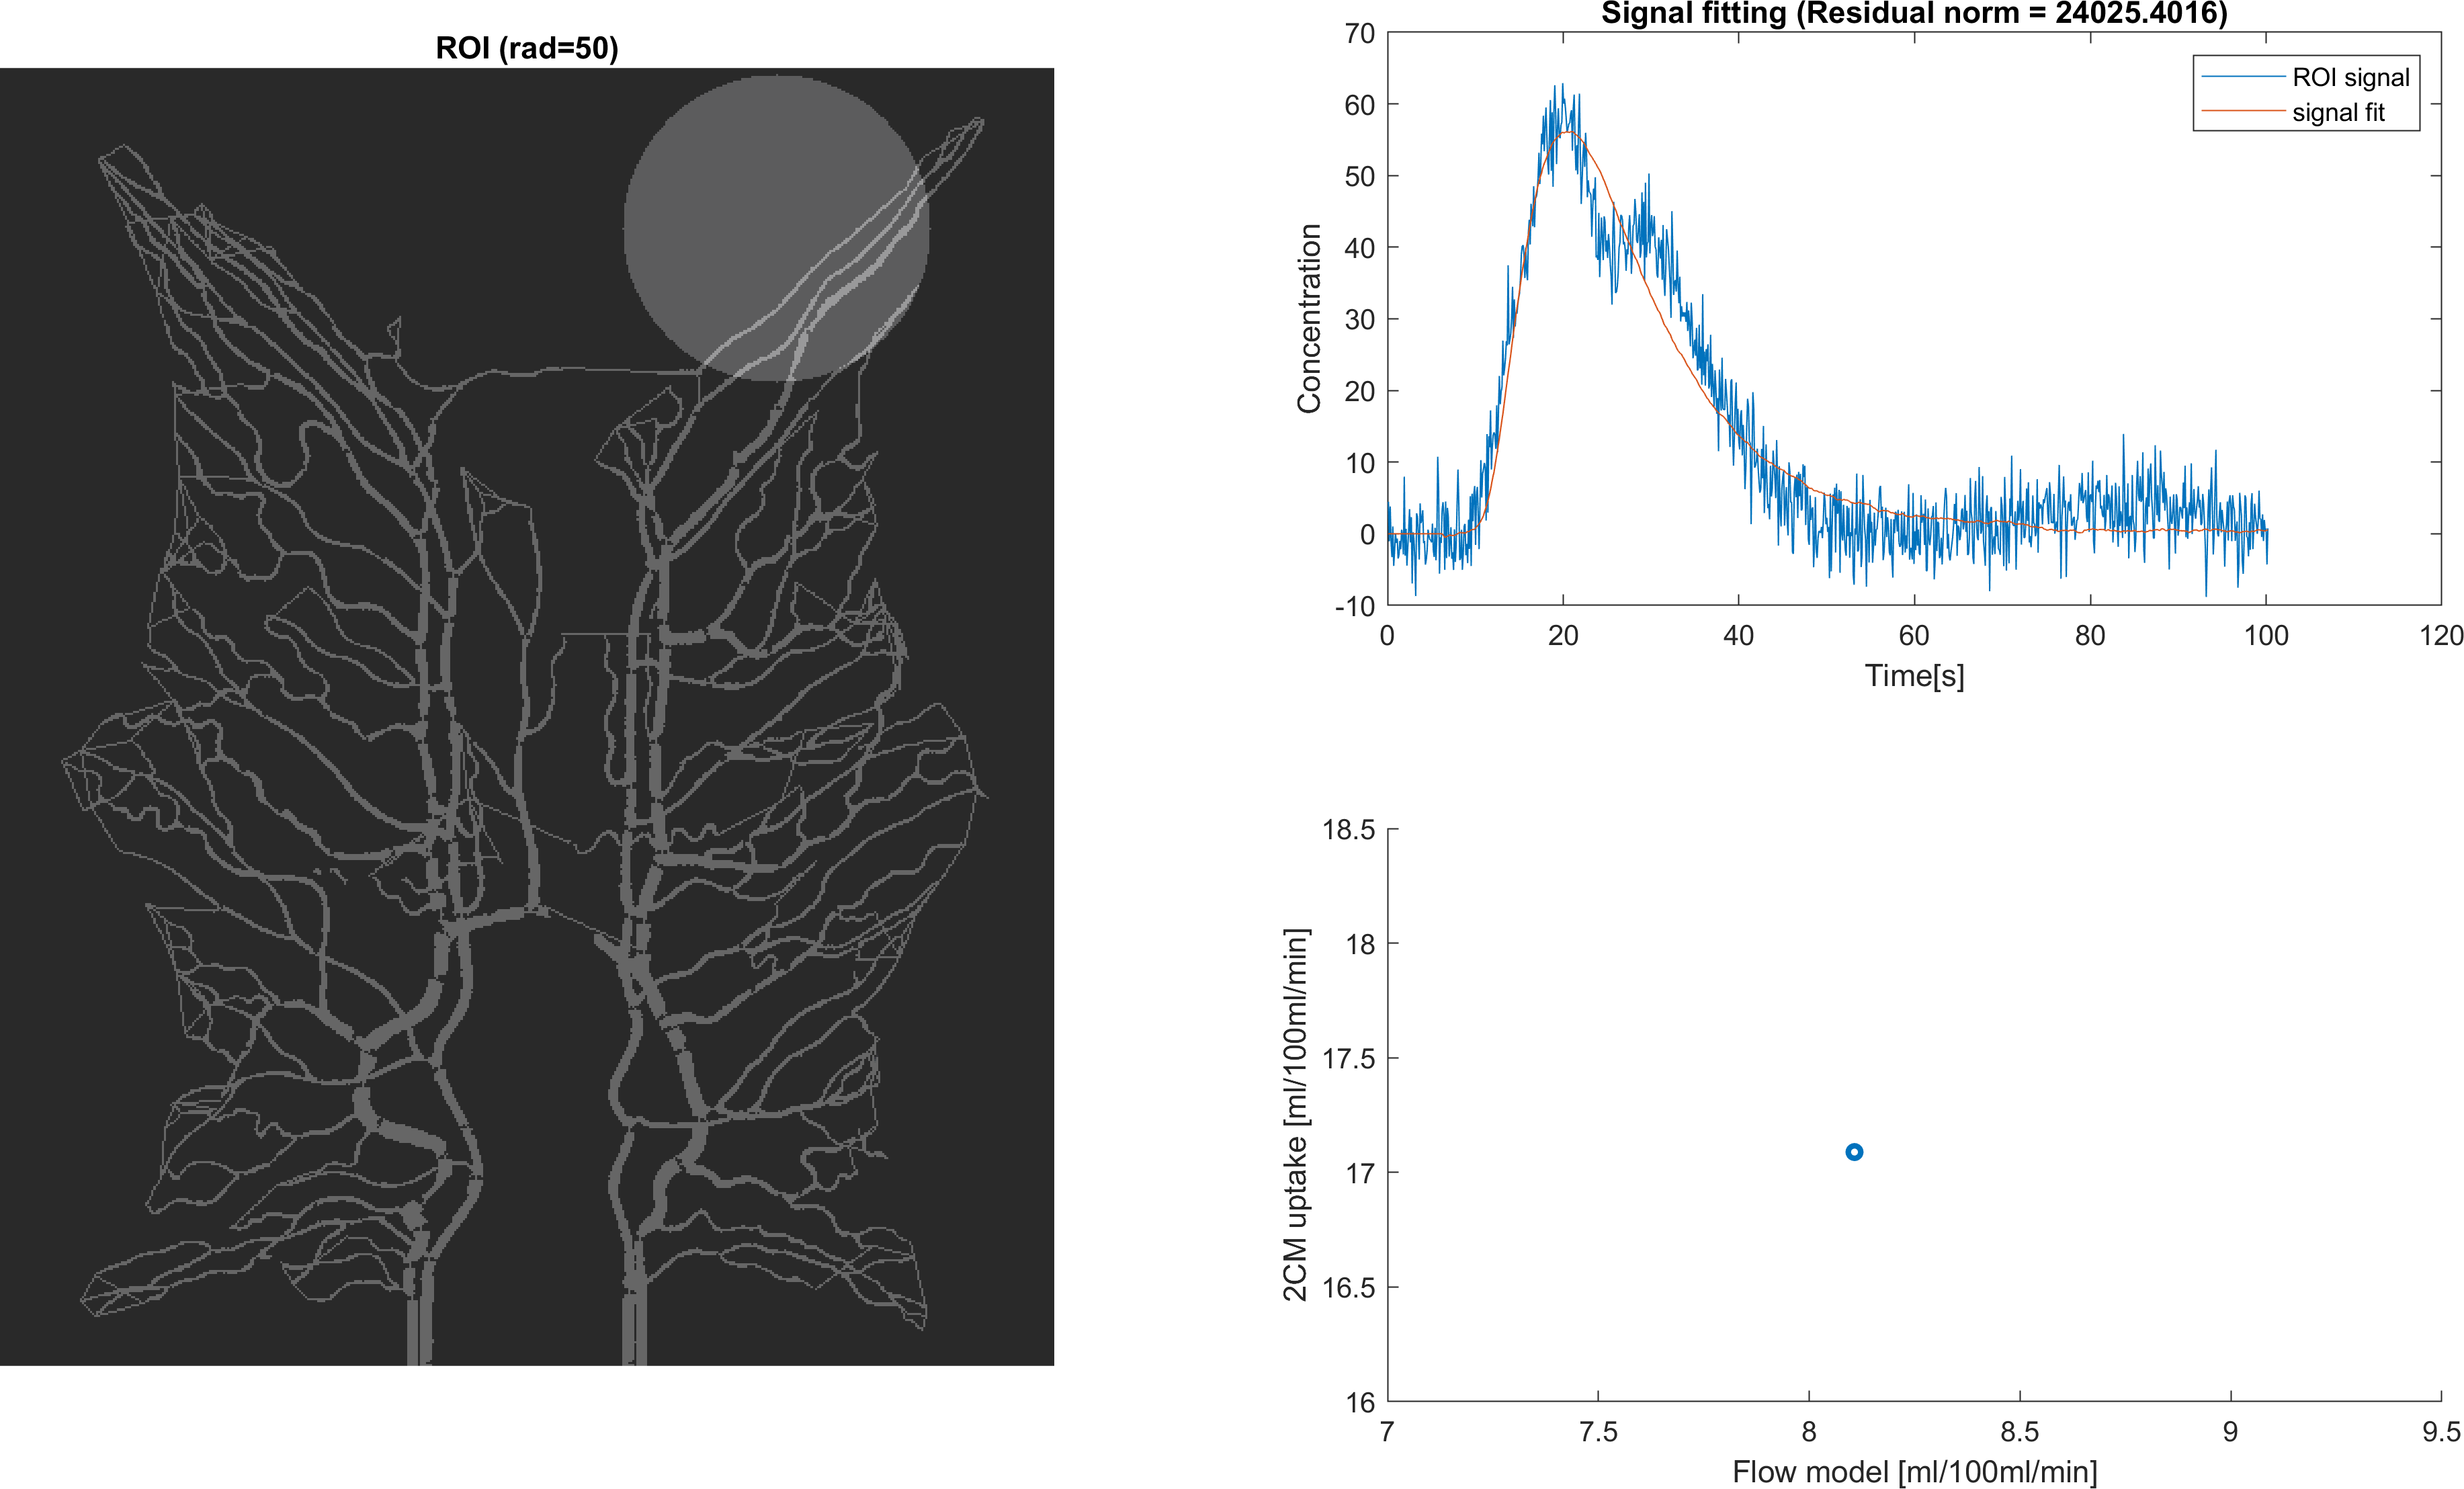 ROI (rad=50)
Signal fitting (Residual norm = 24025.4016)
70
60
50
40
30
20
10
0
-10
Concentration
ROI signal
signal fit
0 20 40 60 80 100 120
Time[s]
18.5
18
17.5
17
16.5
16
2CM uptake [ml/100ml/min]
7 7.5 8 8.5 9 9.5
Flow model [ml/100ml/min]